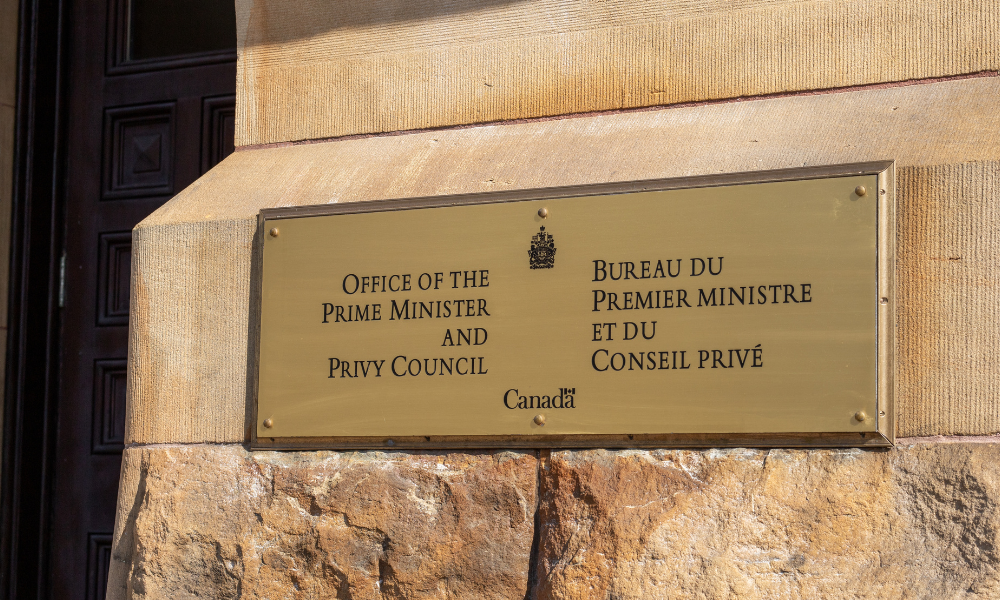 Office of the
Prime Minister
and
Privy Council
Bureau du
Premier ministre
et du
Conseil privé
Canada